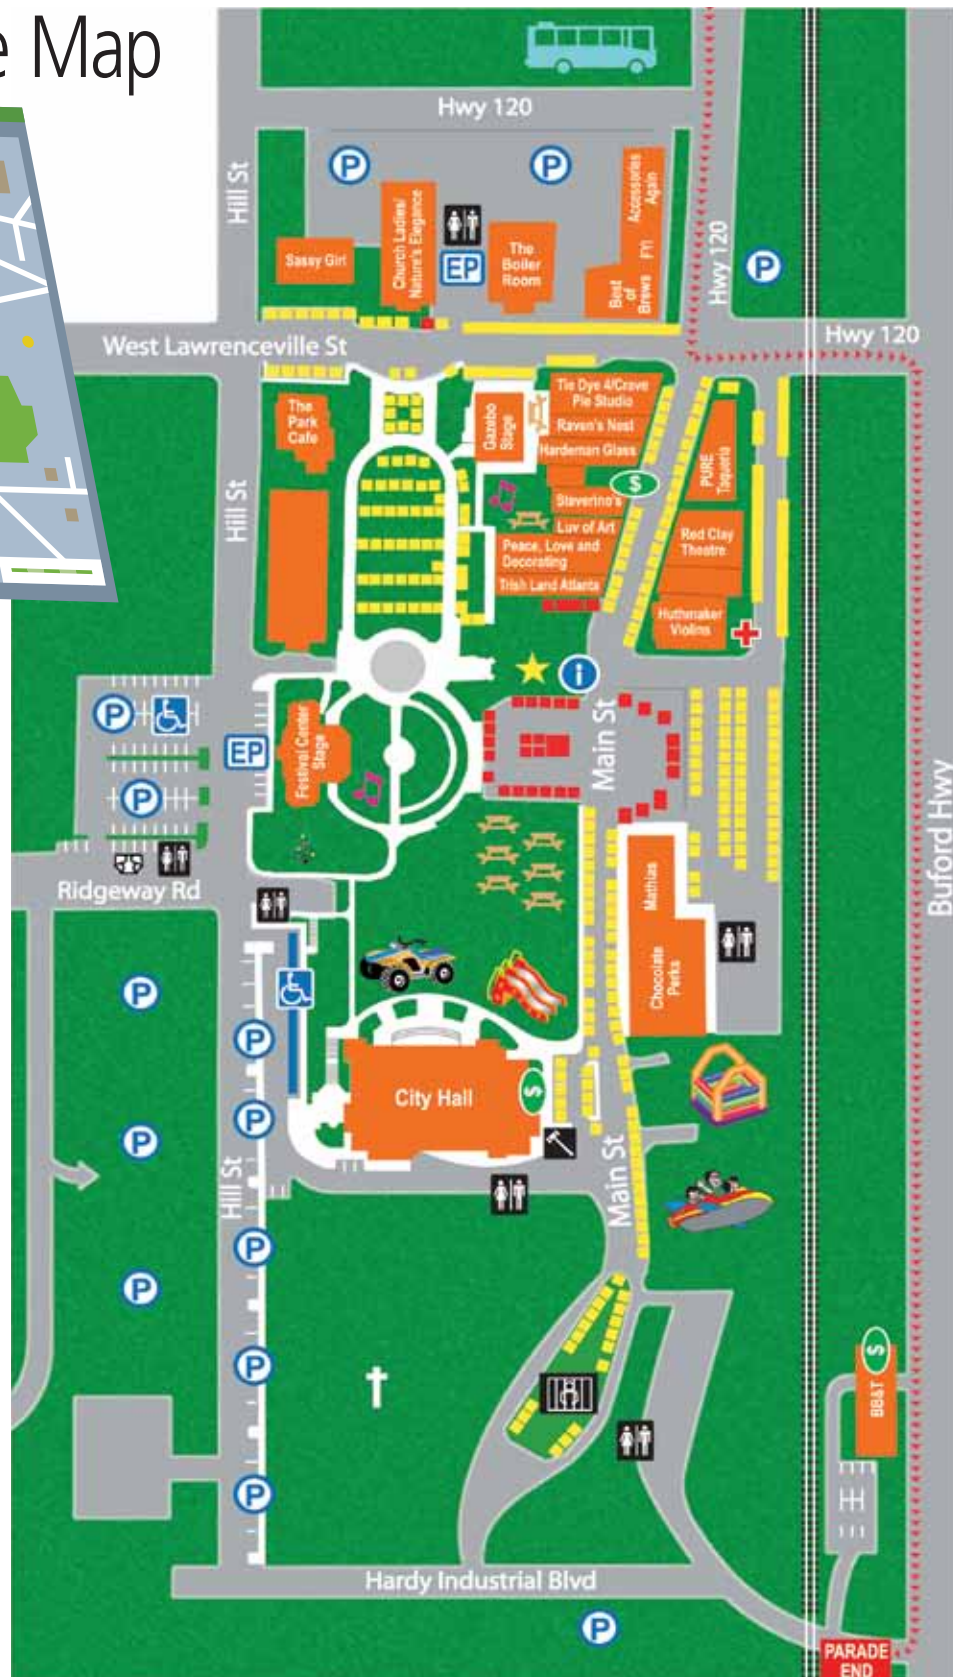 e Map
Hwy 120
P
P
Hill St
Accessories
Again
Church Ladies/
Nature's Elegance
Sassy Girl
EP
The
Boiler
Room
FYI
Best
of
Brews
Hwy 120
P
Hwy 120
West Lawrenceville St
The
Park
Cafe
Gazebo
Stage
Tie Dye 4/Crave
Pie Studio
Raven's Nest
Hardeman Glass
$
PURE
Taqueria
Hill St
Staverino's
Luv of Art
Peace, Love and
Decorating
Trish Land Atlanta
Red Clay
Theatre
Huthmaker
Violins
i
P
EP
Festival Center
Stage
Main St
P
Buford Hwy
Ridgeway Rd
Mathias
Chocolate
Perks
P
P
City Hall
$
P
P
Hill St
Main St
P
P
P
$
BB&T
P
Hardy Industrial Blvd
P
PARADE
END